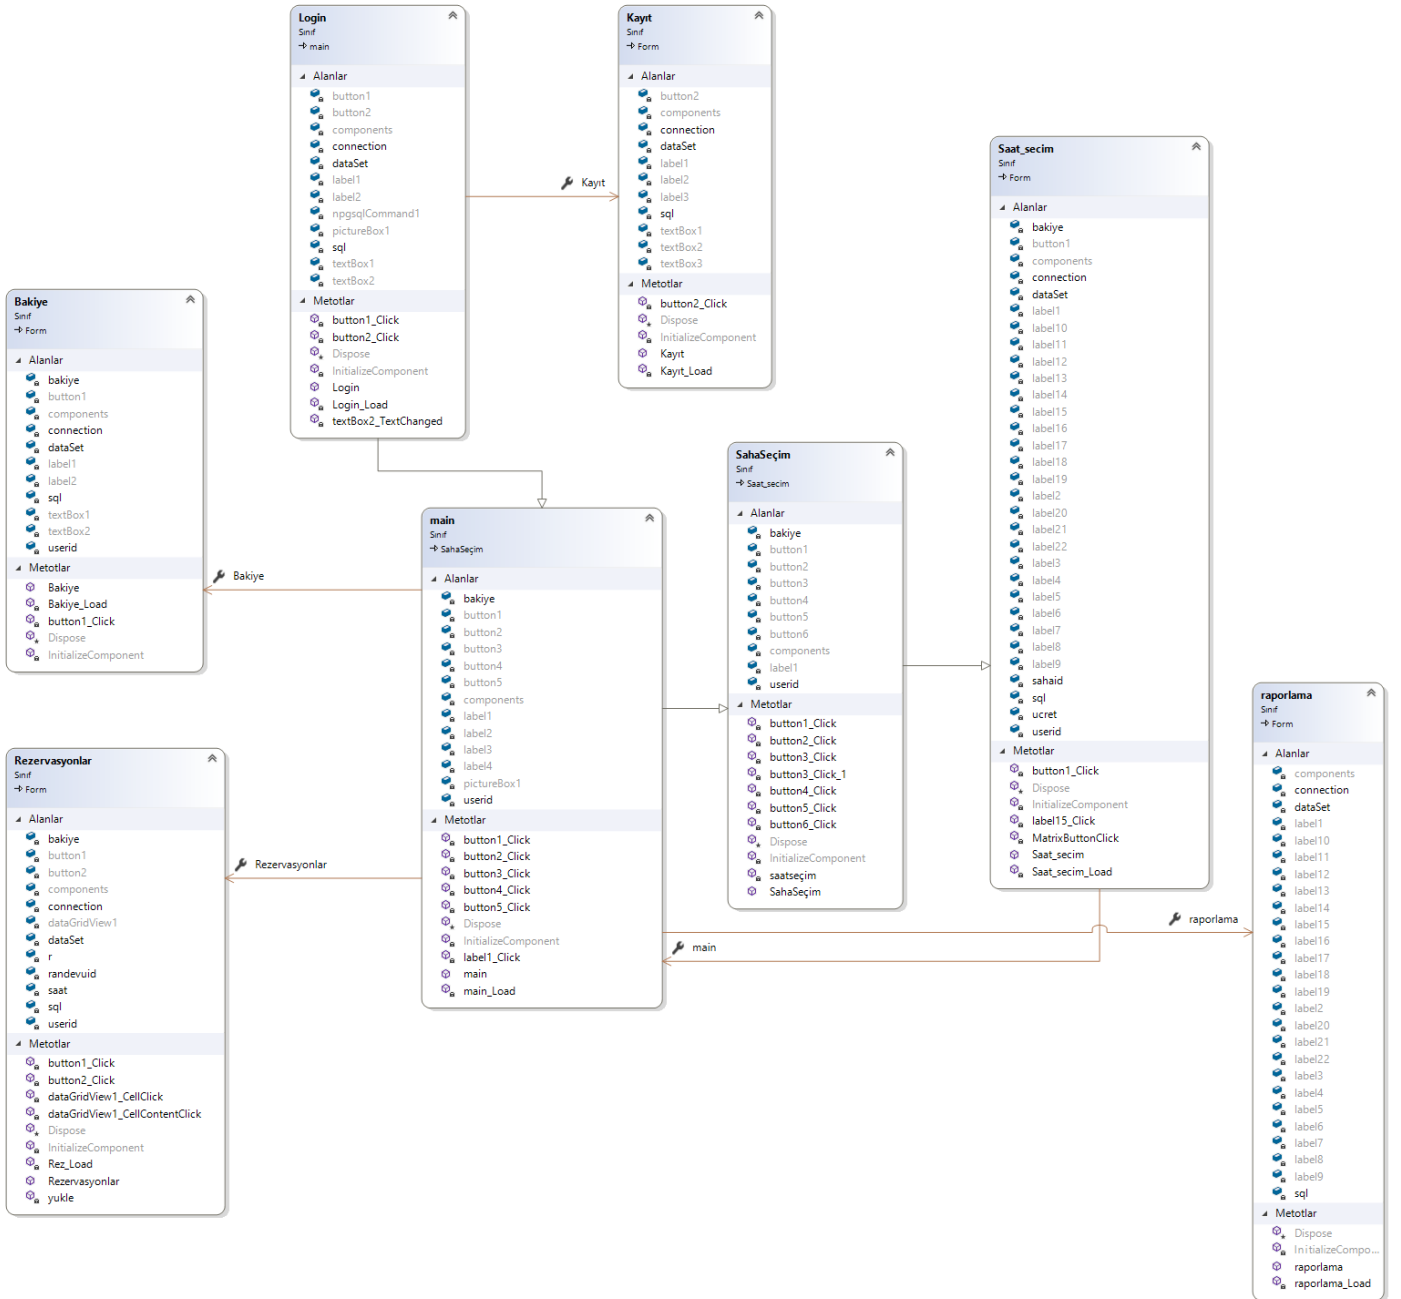 Login
Sınıf
main
Alanlar
button1
button2
components
connection
dataSet
label1
label2
npgsqlCommand1
pictureBox1
sql
textBox1
textBox2
Metotlar
button1_Click
button2_Click
Dispose
InitializeComponent
Login
Login_Load
textBox2_TextChanged
Kayıt
Kayıt
Sınıf
Form
Alanlar
button2
components
connection
dataSet
label1
label2
label3
sql
textBox1
textBox2
textBox3
Metotlar
button2_Click
Dispose
InitializeComponent
Kayıt
Kayıt_Load
Saat_secim
Sınıf
Form
Alanlar
bakiye
button1
components
connection
dataSet
label1
label10
label11
label12
label13
label14
label15
label16
label17
label18
label19
label2
label20
label21
label22
label3
label4
label5
label6
label7
label8
label9
sahaid
sql
ucret
userid
Metotlar
button1_Click
Dispose
InitializeComponent
label15_Click
MatrixButtonClick
Saat_secim
Saat_secim_Load
Bakiye
Sınıf
Form
Alanlar
bakiye
button1
components
connection
dataSet
label1
label2
sql
textBox1
textBox2
userid
Metotlar
Bakiye
Bakiye_Load
button1_Click
Dispose
InitializeComponent
Bakiye
main
Sınıf
SahaSeçim
Alanlar
bakiye
button1
button2
button3
button4
button5
components
label1
label2
label3
label4
pictureBox1
userid
Metotlar
button1_Click
button2_Click
button3_Click
button4_Click
button5_Click
Dispose
InitializeComponent
label1_Click
main
main_Load
SahaSeçim
Sınıf
Saat_secim
Alanlar
bakiye
button1
button2
button3
button4
button5
button6
components
label1
userid
Metotlar
button1_Click
button2_Click
button3_Click
button3_Click_1
button4_Click
button5_Click
button6_Click
Dispose
InitializeComponent
saatseçim
SahaSeçim
Rezervasyonlar
Sınıf
Form
Alanlar
bakiye
button1
button2
components
connection
dataGridView1
dataSet
r
randevuid
saat
sql
userid
Metotlar
button1_Click
button2_Click
dataGridView1_CellClick
dataGridView1_CellContentClick
Dispose
InitializeComponent
Rez_Load
Rezervasyonlar
yukle
Rezervasyonlar
main
raporlama
raporlama
Sınıf
Form
Alanlar
components
connection
dataSet
label1
label10
label11
label12
label13
label14
label15
label16
label17
label18
label19
label2
label20
label21
label22
label3
label4
label5
label6
label7
label8
label9
sql
Metotlar
Dispose
InitializeCompo...
raporlama
raporlama_Load